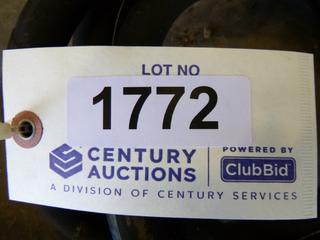 LOT NO
1772
CENTURY
AUCTIONS
POWERED BY
ClubBid
A DIVISION OF CENTURY SERVICES